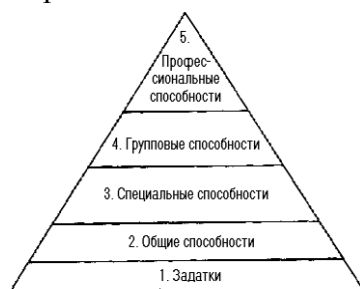 5.
Профес-
сиональные
способности
4. Групповые способности
3. Специальные способности
2. Общие способности
1. Задатки